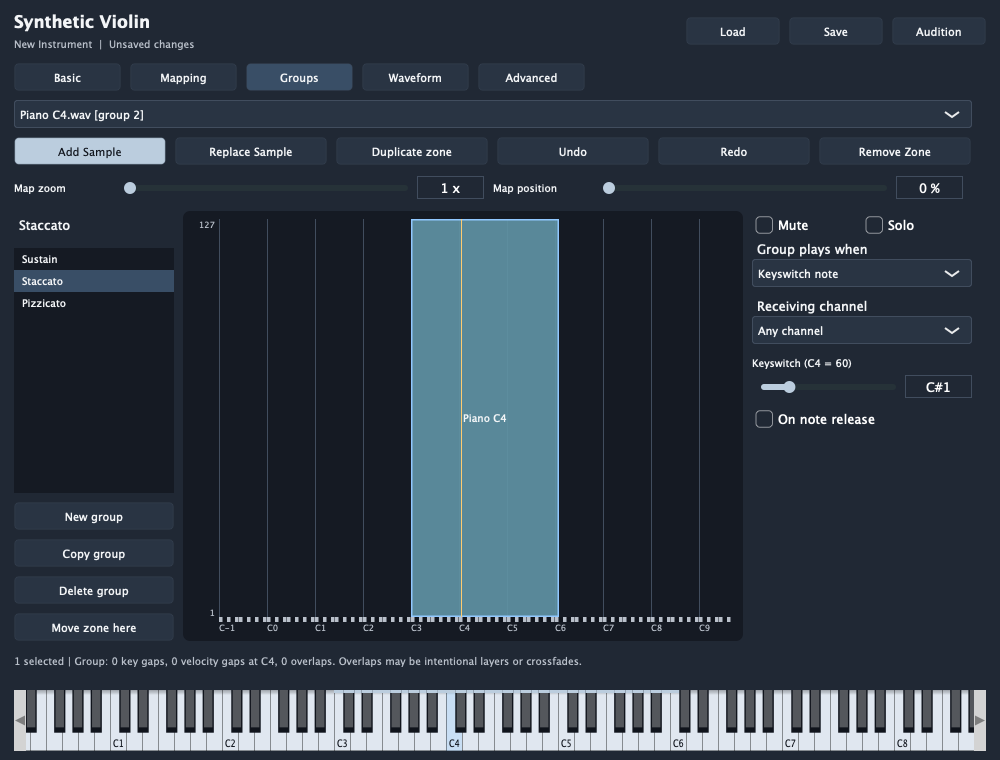 Synthetic Violin
New Instrument | Unsaved changes
Load Save Audition
Basic Mapping Groups Waveform Advanced
Piano C4.wav [group 2]
Add Sample Replace Sample Duplicate zone Undo Redo Remove Zone
Map zoom 1 x Map position 0 %
Staccato
Sustain
Staccato
Pizzicato
New group
Copy group
Delete group
Move zone here
127
Piano C4
1
C-1 C0 C1 C2 C3 C4 C5 C6 C7 C8 C9
Mute Solo
Group plays when
Keyswitch note
Receiving channel
Any channel
Keyswitch (C4 = 60)
C#1
On note release
1 selected | Group: 0 key gaps, 0 velocity gaps at C4, 0 overlaps. Overlaps may be intentional layers or crossfades.
C1 C2 C3 C4 C5 C6 C7 C8